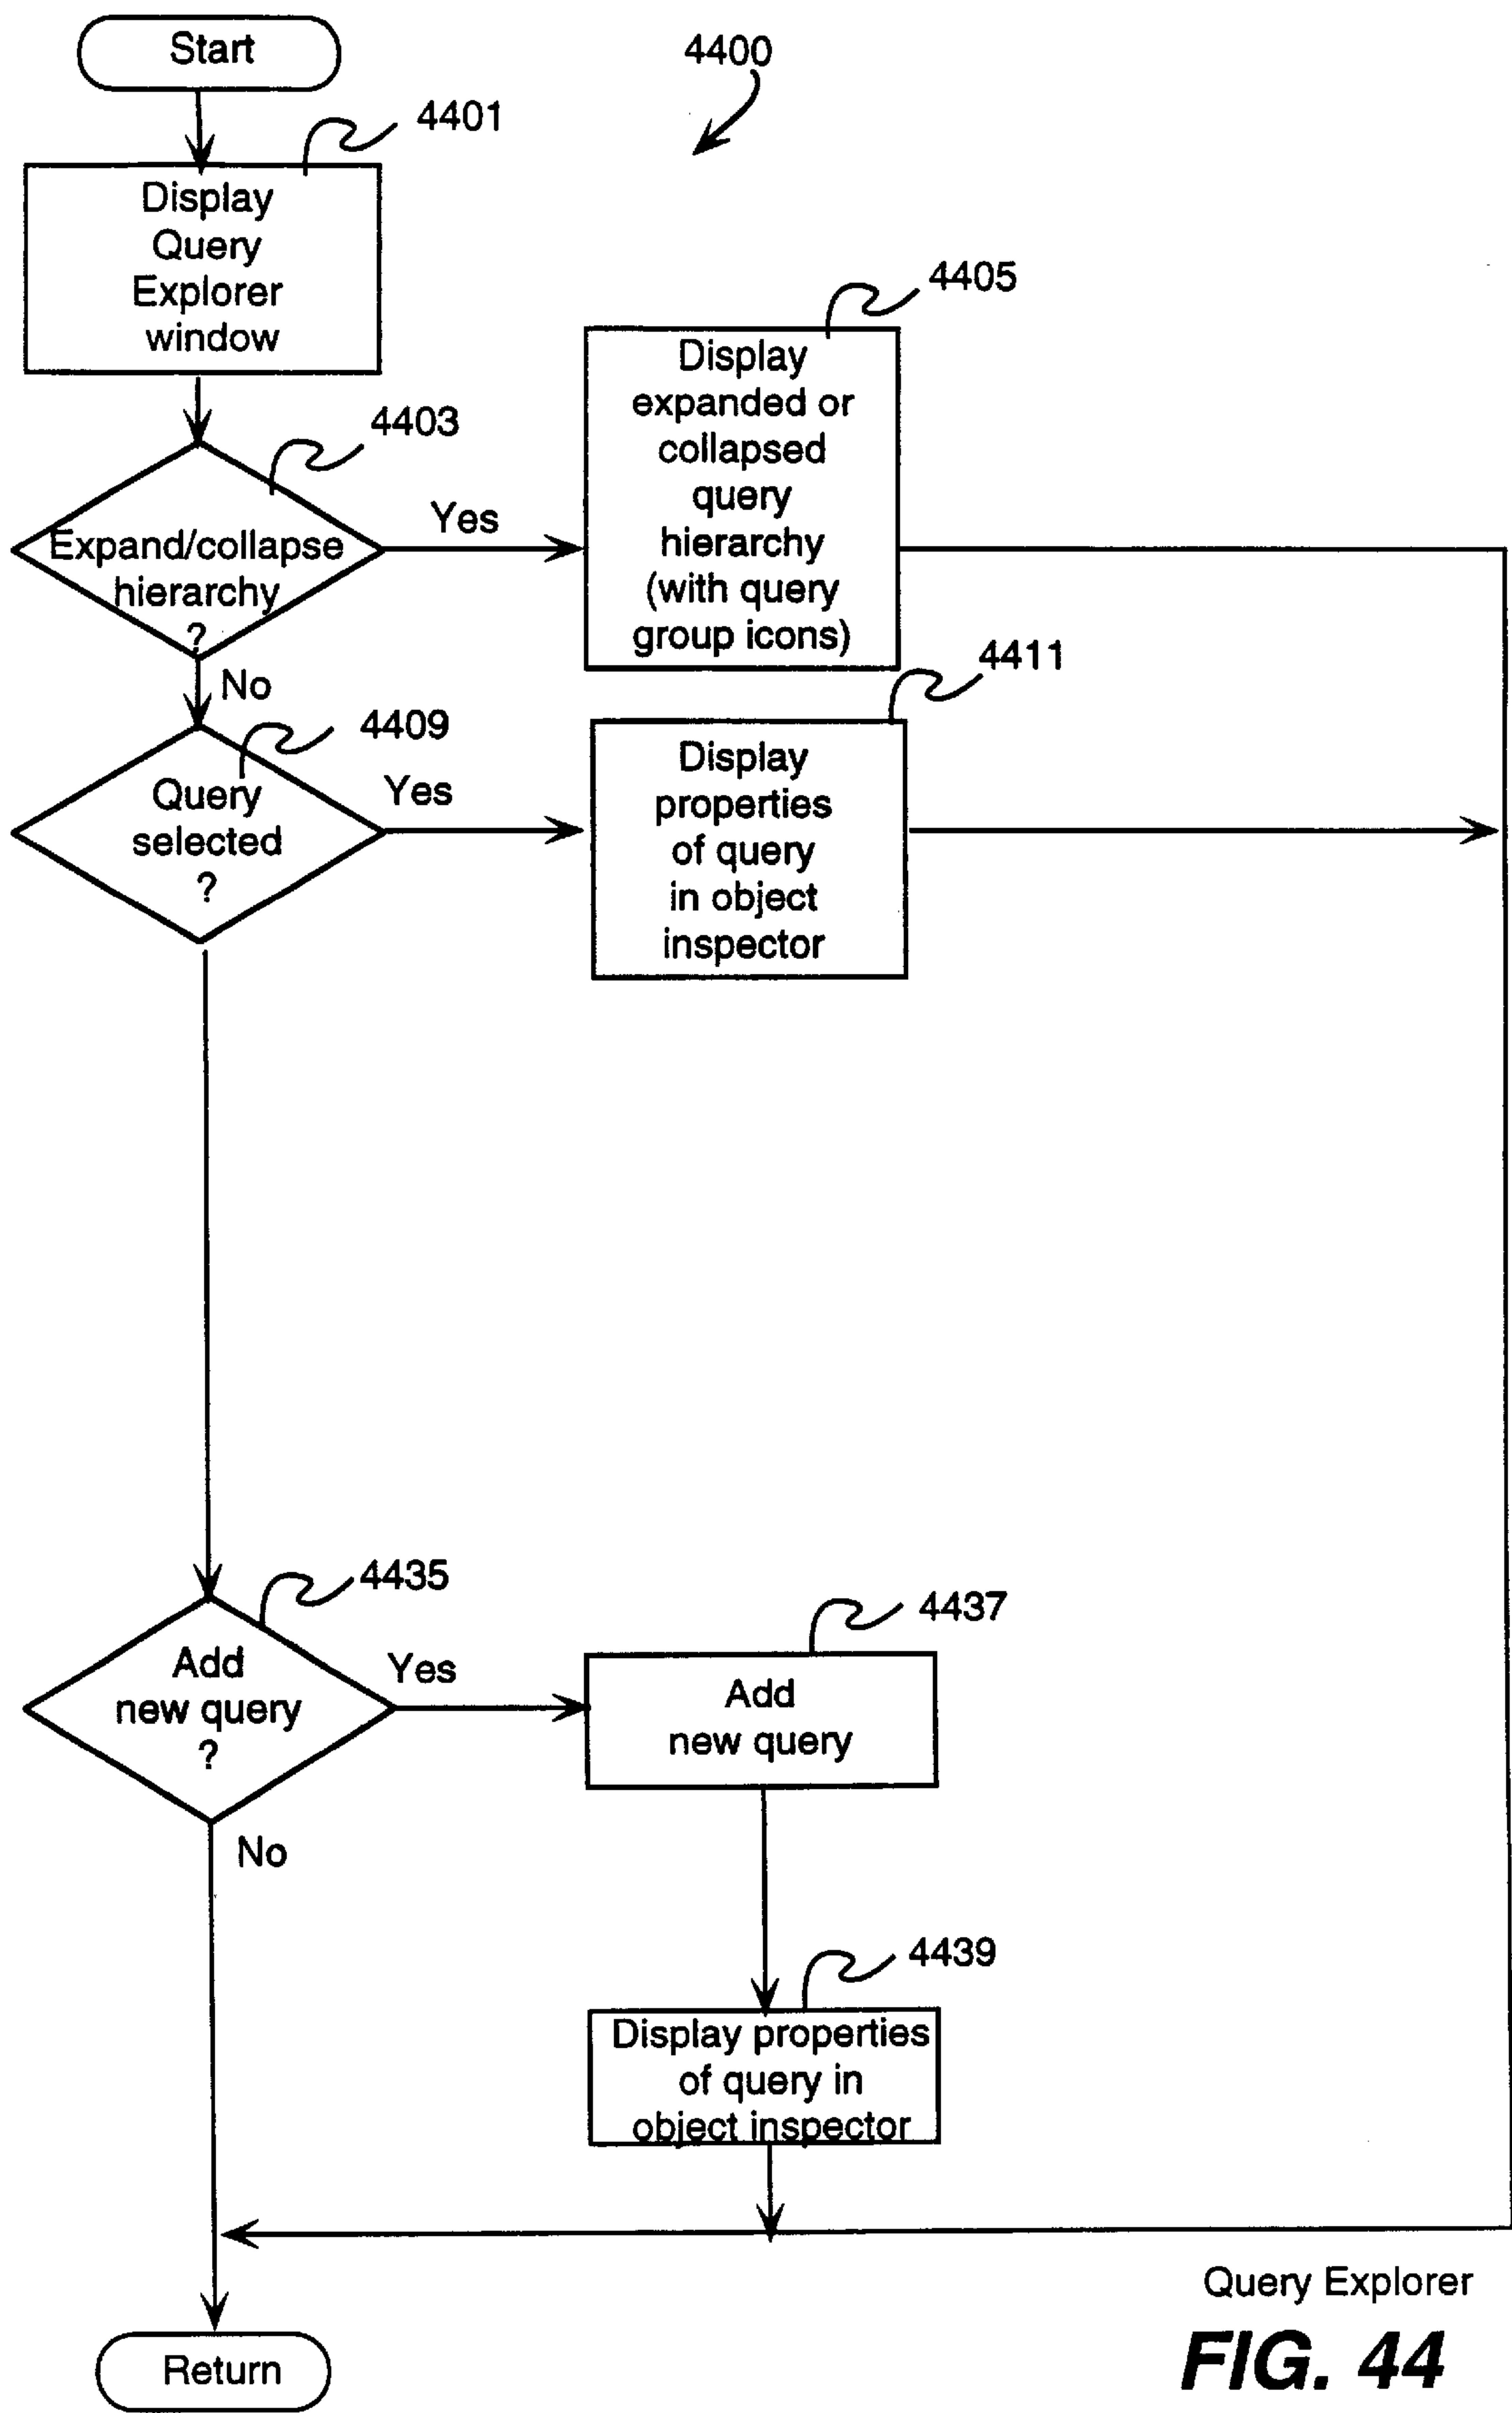 Start
4400
4401
Display
Query
Explorer
window
4405
Display
expanded or
collapsed
query
hierarchy
(with query
group icons)
4403
Expand/collapse
hierarchy
?
Yes
No
4411
4409
Query
selected
?
Yes
Display
properties
of query
in object
inspector
4435
Add
new query
?
Yes
No
4437
Add
new query
4439
Display properties
of query in
object inspector
Return
Query Explorer
FIG. 44